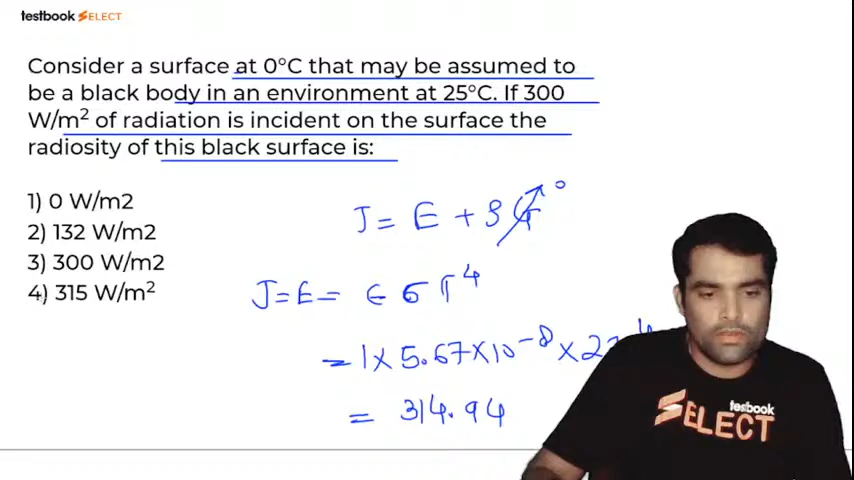 testbook SELECT
Consider a surface at 0°C that may be assumed to
be a black body in an environment at 25°C. If 300
W/m² of radiation is incident on the surface the
radiosity of this black surface is:
1) 0 W/m2
2) 132 W/m2
3) 300 W/m2
4) 315 W/m²
J = E + ρG 0
J = E = ϵ σ T⁴
= 1 × 5.67 × 10⁻⁸ ×
= 314.94
testbook
SELECT